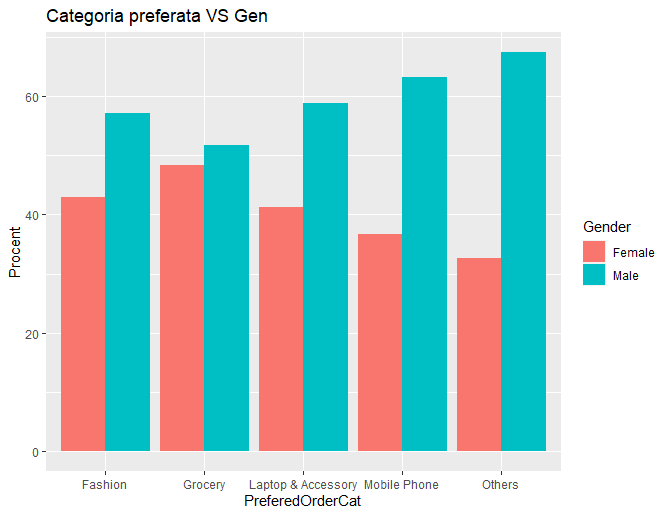 Categoria preferata VS Gen
Procent
60
40
20
0
Fashion
Grocery
Laptop & Accessory
Mobile Phone
Others
PreferedOrderCat
Gender
Female
Male